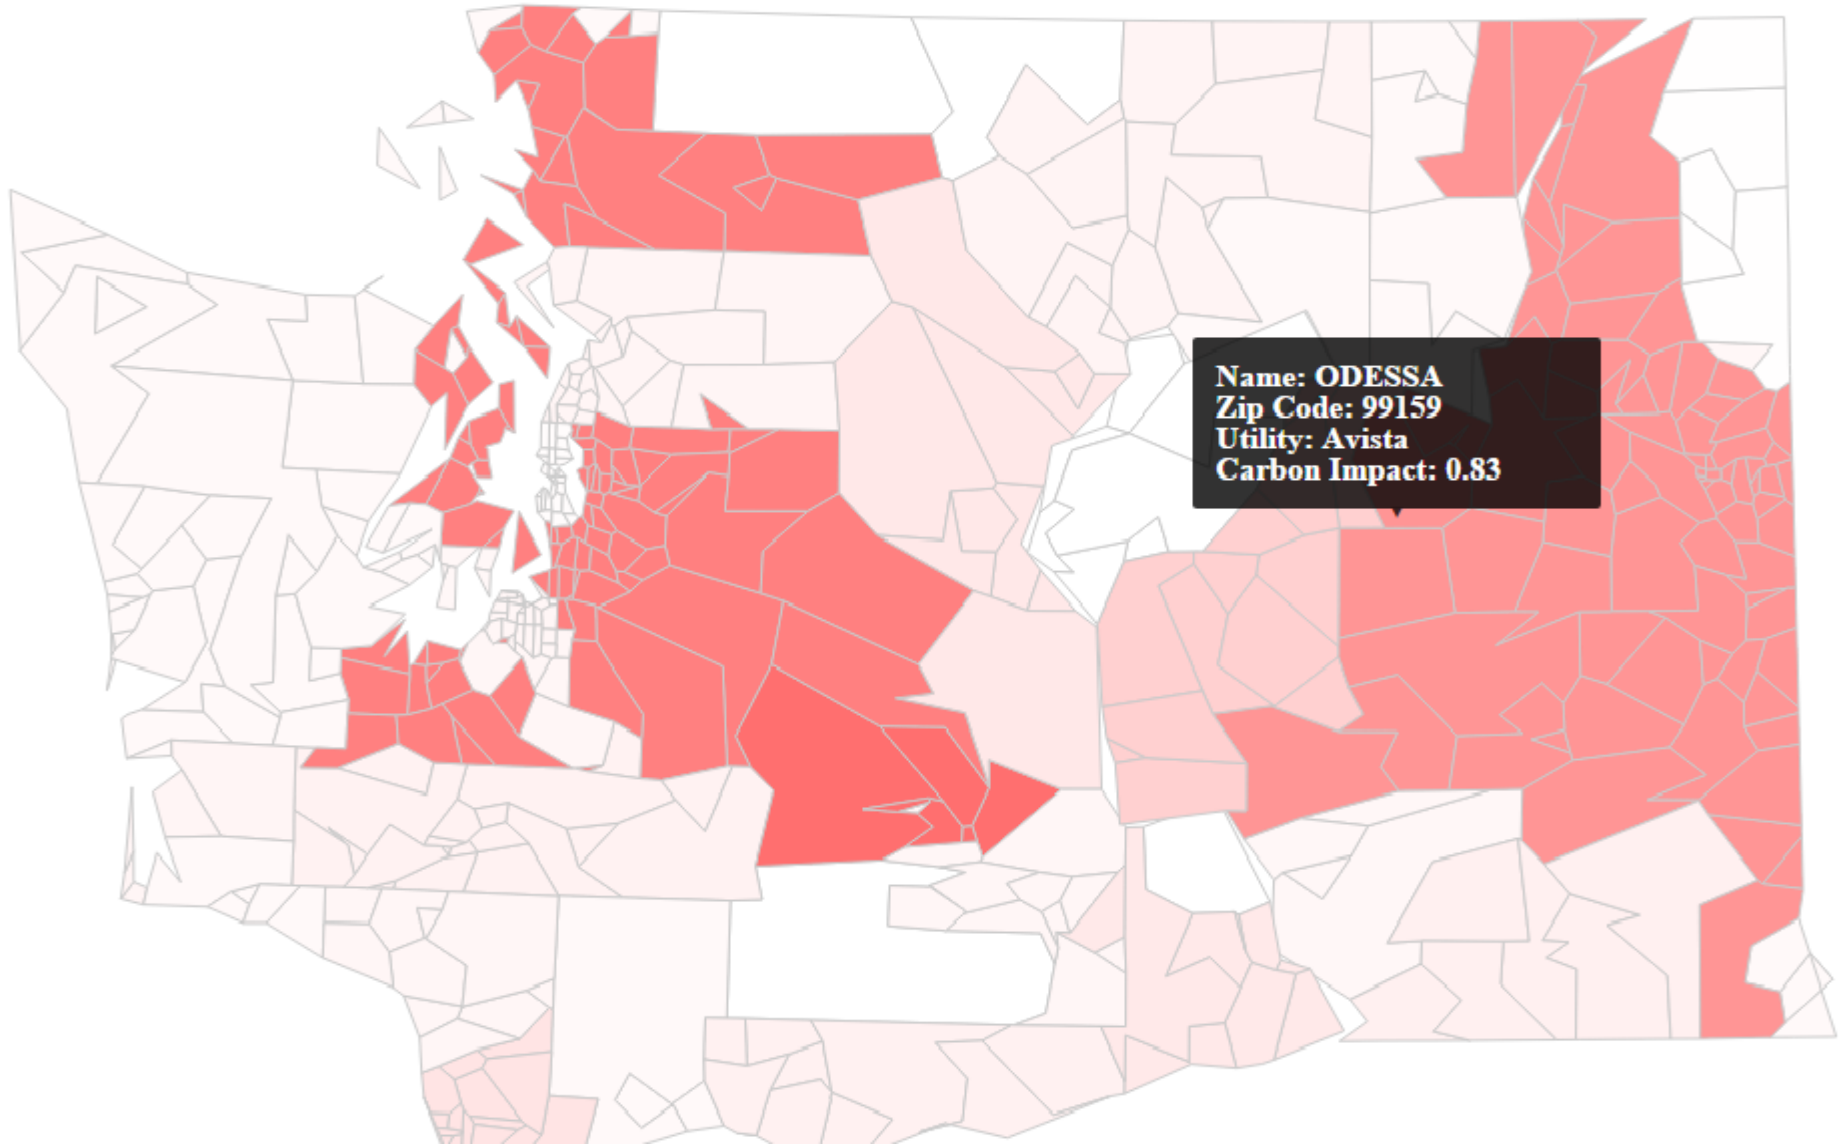 Name: ODESSA
Zip Code: 99159
Utility: Avista
Carbon Impact: 0.83